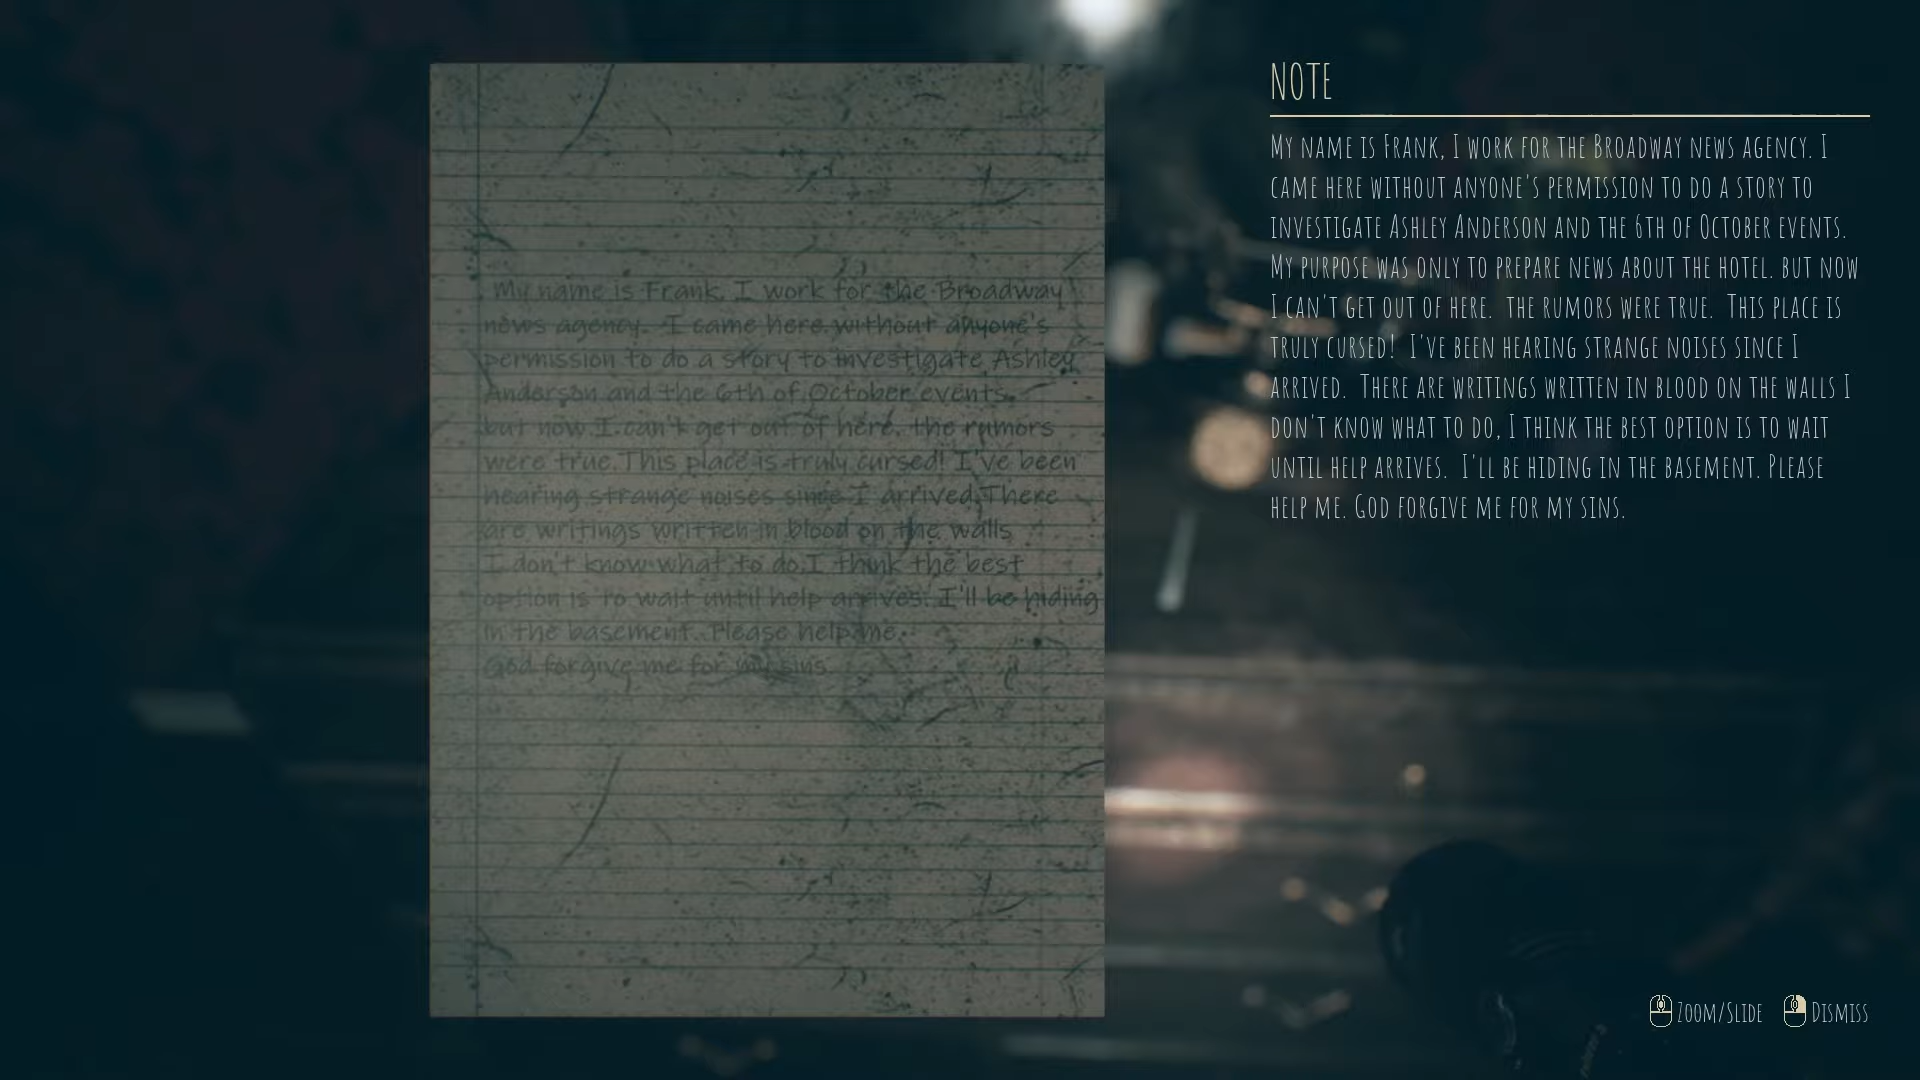 My name is Frank, I work for the Broadway
news agency. I came here without anyone's
permission to do a story to investigate Ashley
Anderson and the 6th of October events.
but now I can't get out of here. the rumors
were true.This place is truly cursed! I've been
hearing strange noises since I arrived.There
are writings written in blood on the walls
I don't know what to do,I think the best
option is to wait until help arrives. I'll be hiding
in the basement. Please help me.
God forgive me for my sins.
NOTE
My name is Frank, I work for the Broadway news agency. I
came here without anyone's permission to do a story to
investigate Ashley Anderson and the 6th of October events.
My purpose was only to prepare news about the hotel. but now
I can't get out of here. the rumors were true. This place is
truly cursed! I've been hearing strange noises since I
arrived. There are writings written in blood on the walls I
don't know what to do, I think the best option is to wait
until help arrives. I'll be hiding in the basement. Please
help me. God forgive me for my sins.
Zoom/Slide Dismiss